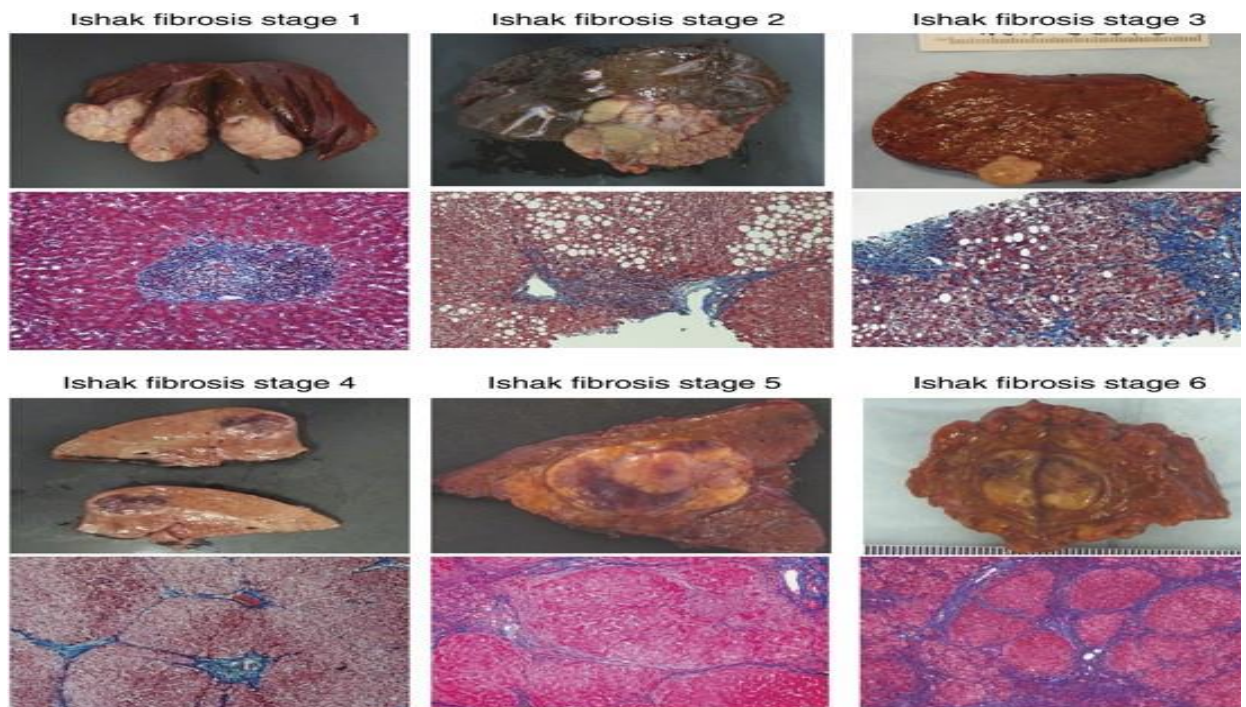 Ishak fibrosis stage 1
Ishak fibrosis stage 2
Ishak fibrosis stage 3
Ishak fibrosis stage 4
Ishak fibrosis stage 5
Ishak fibrosis stage 6